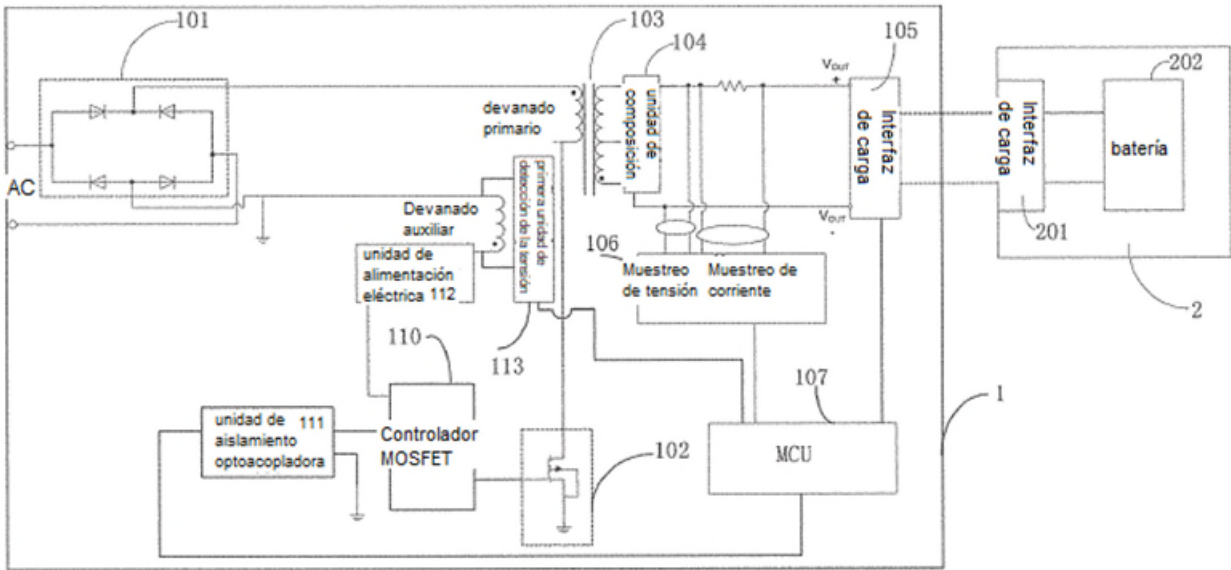 101
103
104
105
202
AC
devanado
primario
unidad de
composición
V_OUT
+
Interfaz
de carga
Interfaz
de carga
batería
201
2
primera unidad de
detección de la tensión
Devanado
auxiliar
V_OUT
-
106
Muestreo
de tensión
Muestreo de
corriente
unidad de
alimentación
eléctrica 112
110
113
107
1
unidad de 111
aislamiento
optoacopladora
Controlador
MOSFET
102
MCU